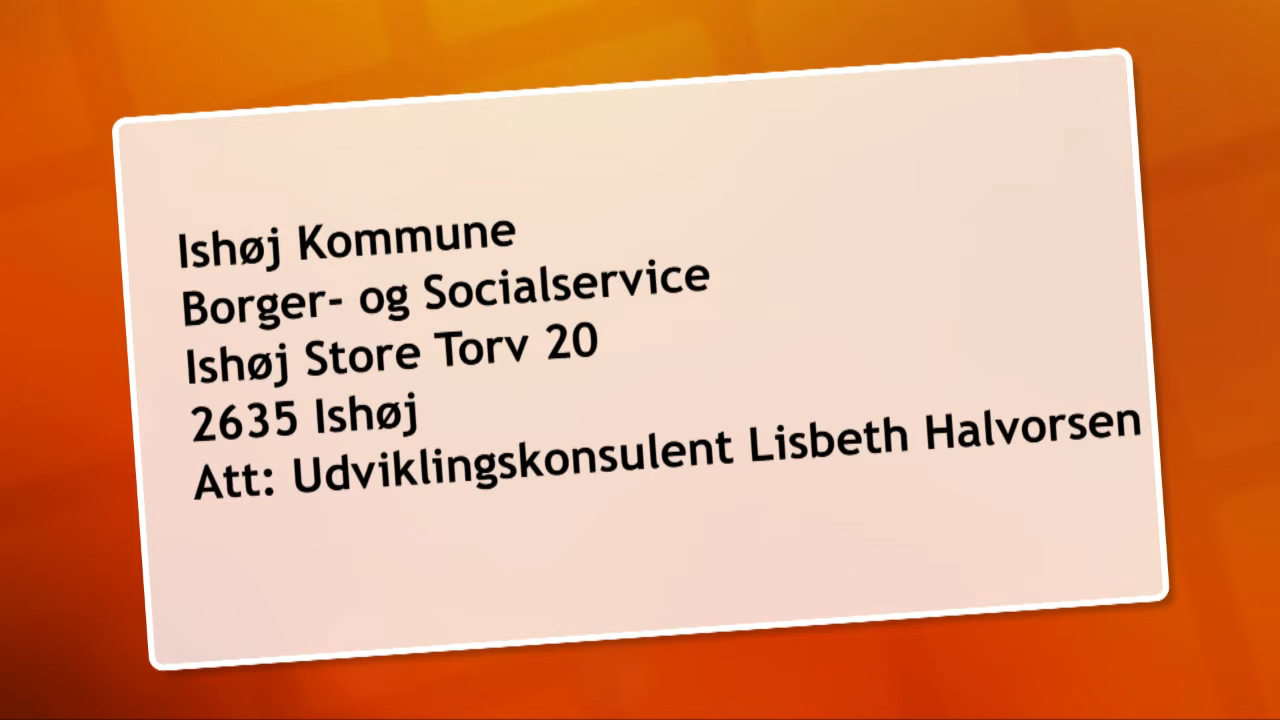 Ishøj Kommune
Borger- og Socialservice
Ishøj Store Torv 20
2635 Ishøj
Att: Udviklingskonsulent Lisbeth Halvorsen